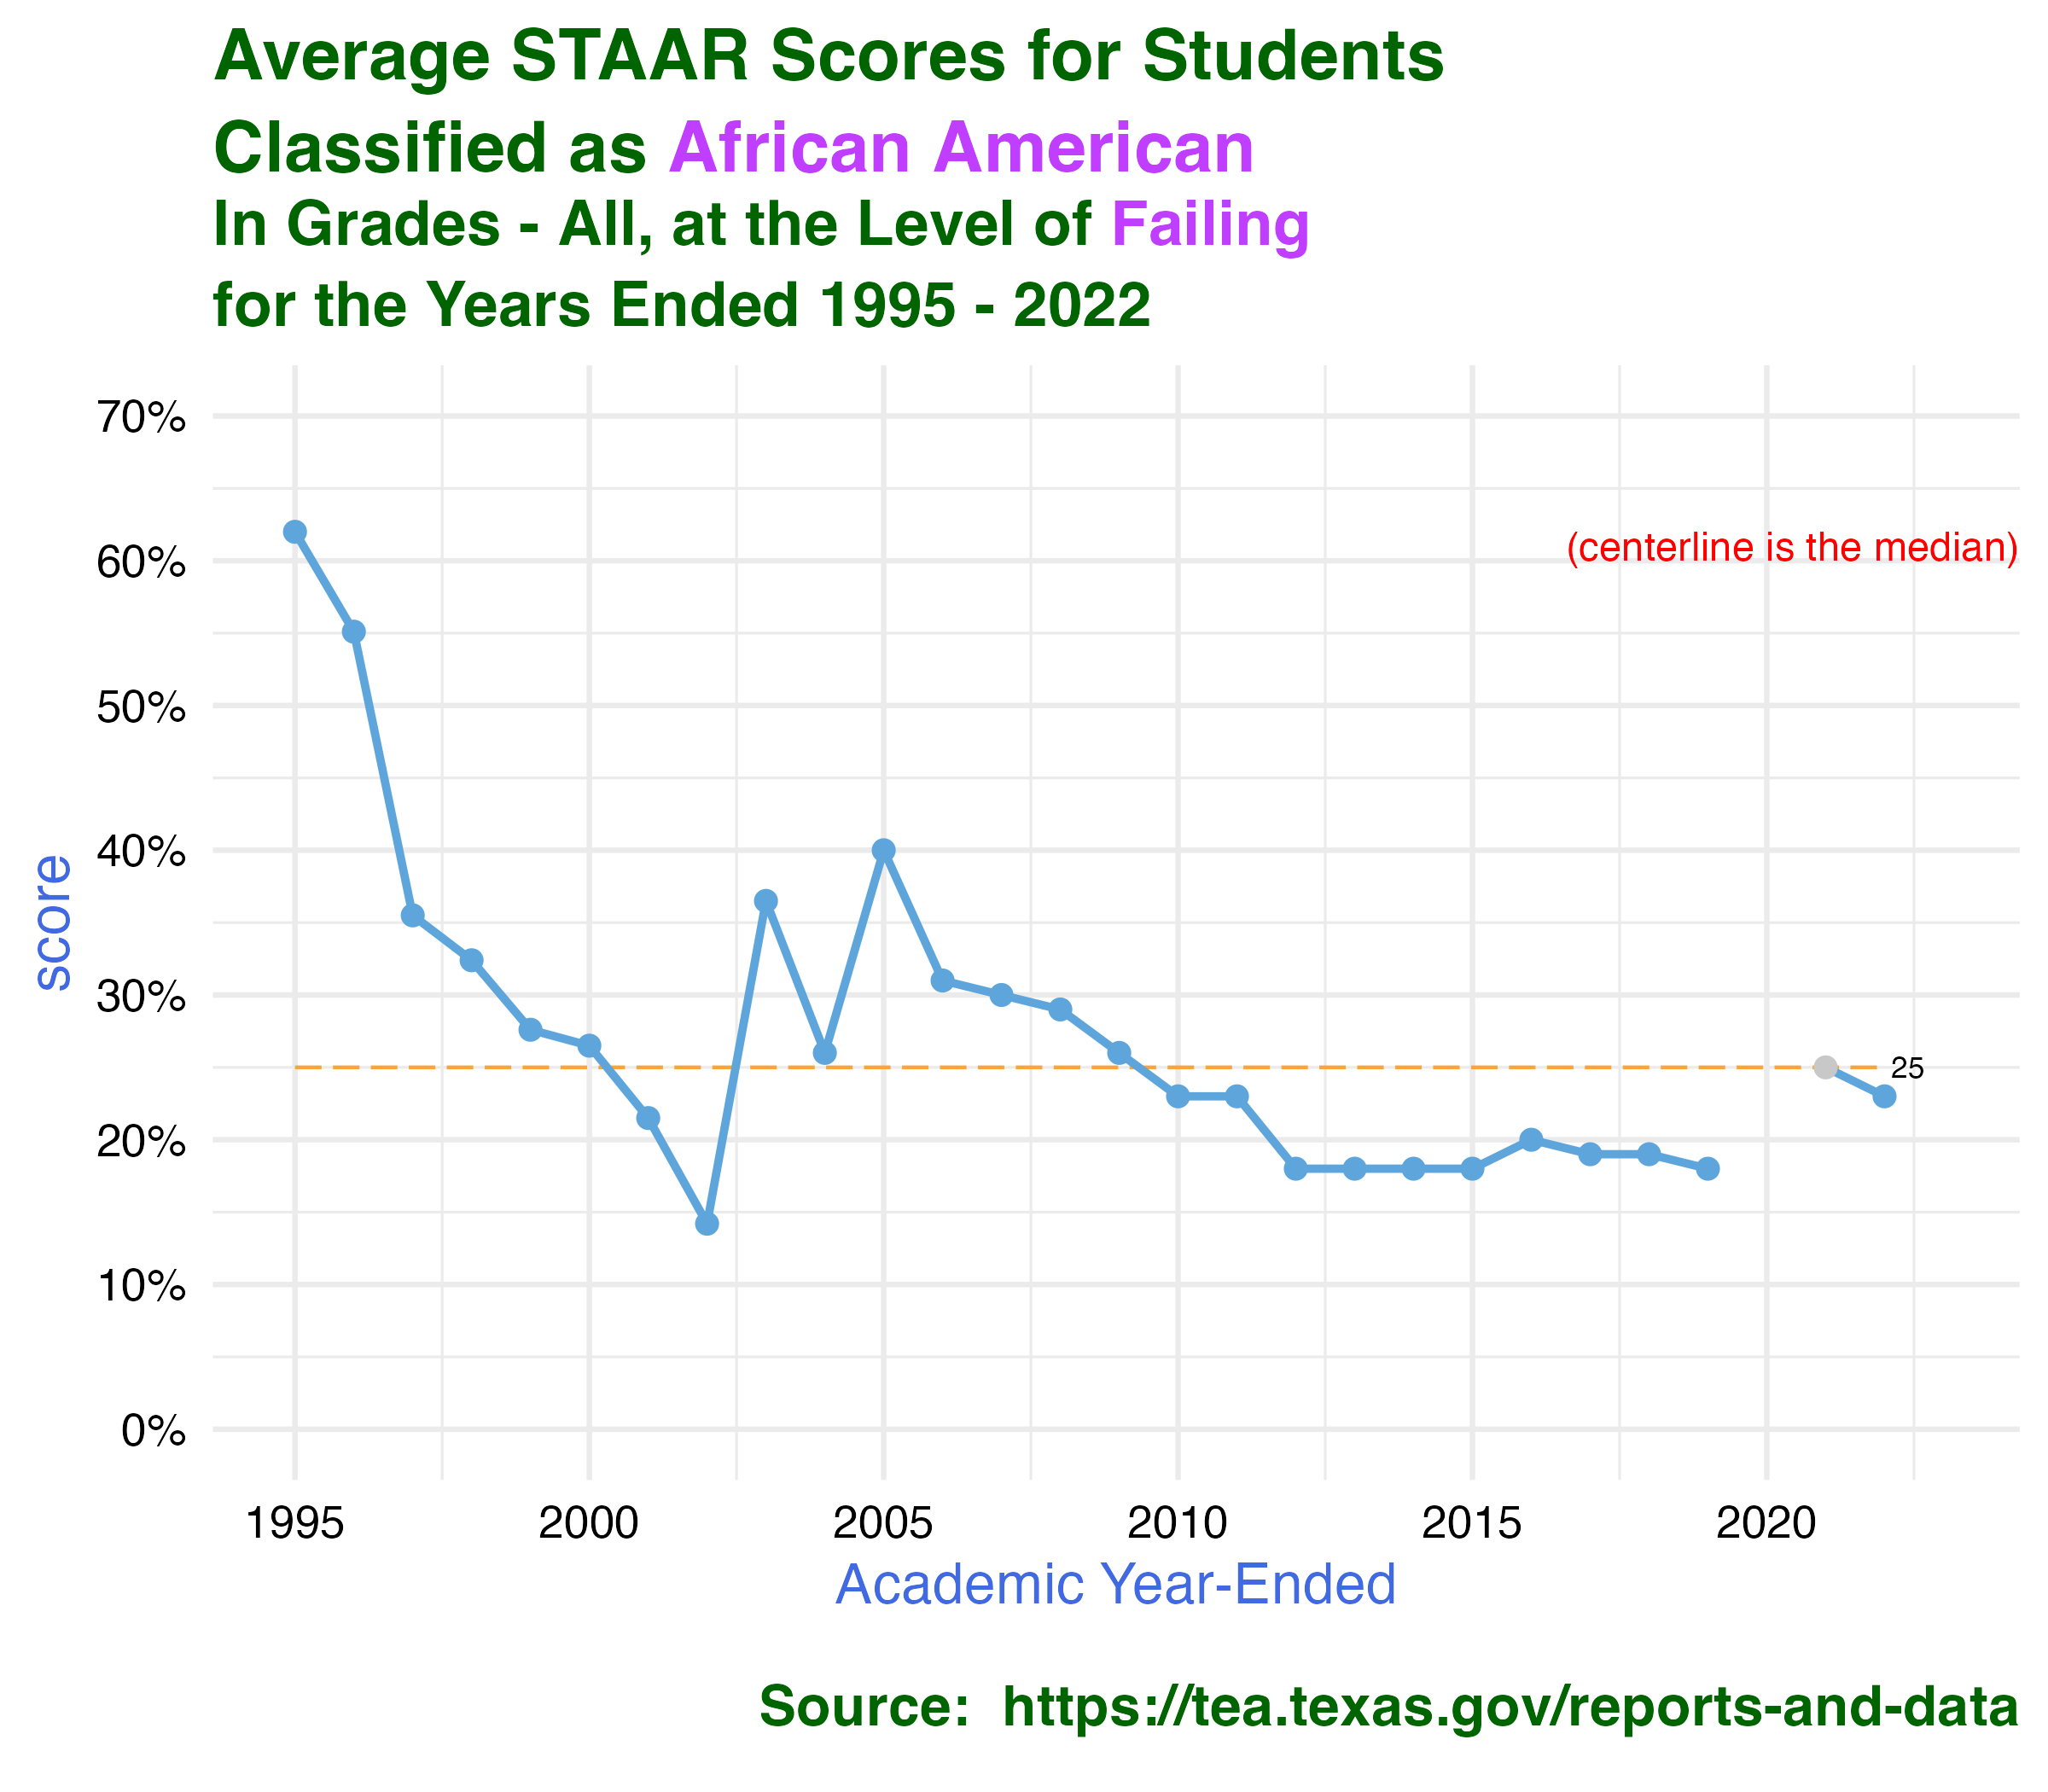 Average STAAR Scores for Students
Classified as African American
In Grades - All, at the Level of Failing
for the Years Ended 1995 - 2022
70%
(centerline is the median)
60%
50%
40%
score
30%
25
20%
10%
0%
1995 2000 2005 2010 2015 2020
Academic Year-Ended
Source:  https://tea.texas.gov/reports-and-data